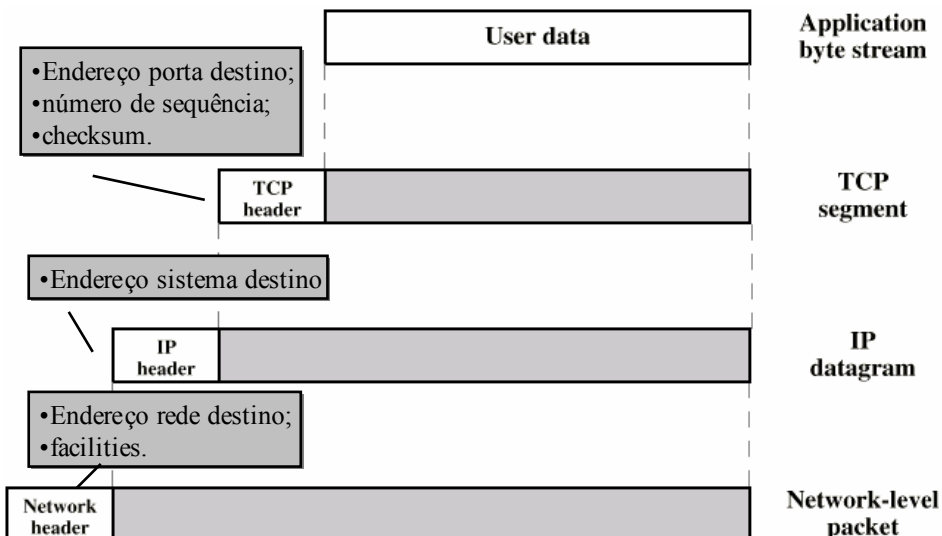 User data
Application
byte stream
•Endereço porta destino;
•número de sequência;
•checksum.
TCP
header
TCP
segment
•Endereço sistema destino
IP
header
IP
datagram
•Endereço rede destino;
•facilities.
Network
header
Network-level
packet